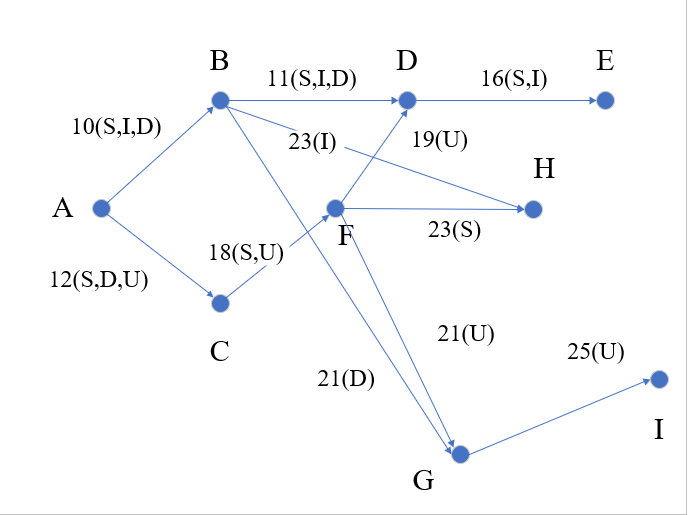 B
D
E
11(S,I,D)
16(S,I)
10(S,I,D)
23(I)
19(U)
H
A
F
23(S)
18(S,U)
12(S,D,U)
C
21(U)
25(U)
21(D)
I
G